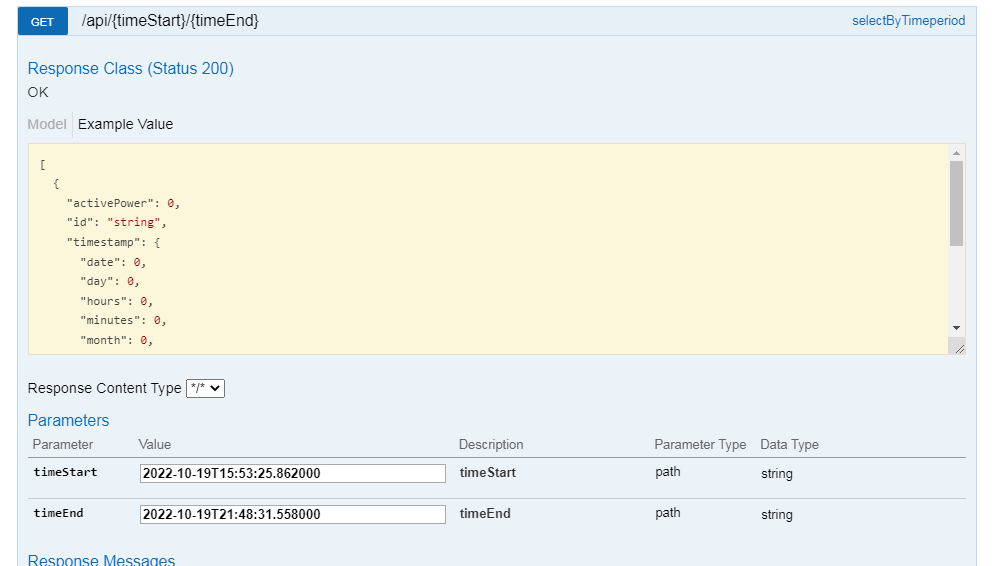 GET /api/{timeStart}/{timeEnd} selectByTimeperiod
Response Class (Status 200)
OK
Model Example Value
[
{
"activePower": 0,
"id": "string",
"timestamp": {
"date": 0,
"day": 0,
"hours": 0,
"minutes": 0,
"month": 0,
Response Content Type */*
Parameters
Parameter Value Description Parameter Type Data Type
timeStart 2022-10-19T15:53:25.862000 timeStart path string
timeEnd 2022-10-19T21:48:31.558000 timeEnd path string
Response Messages